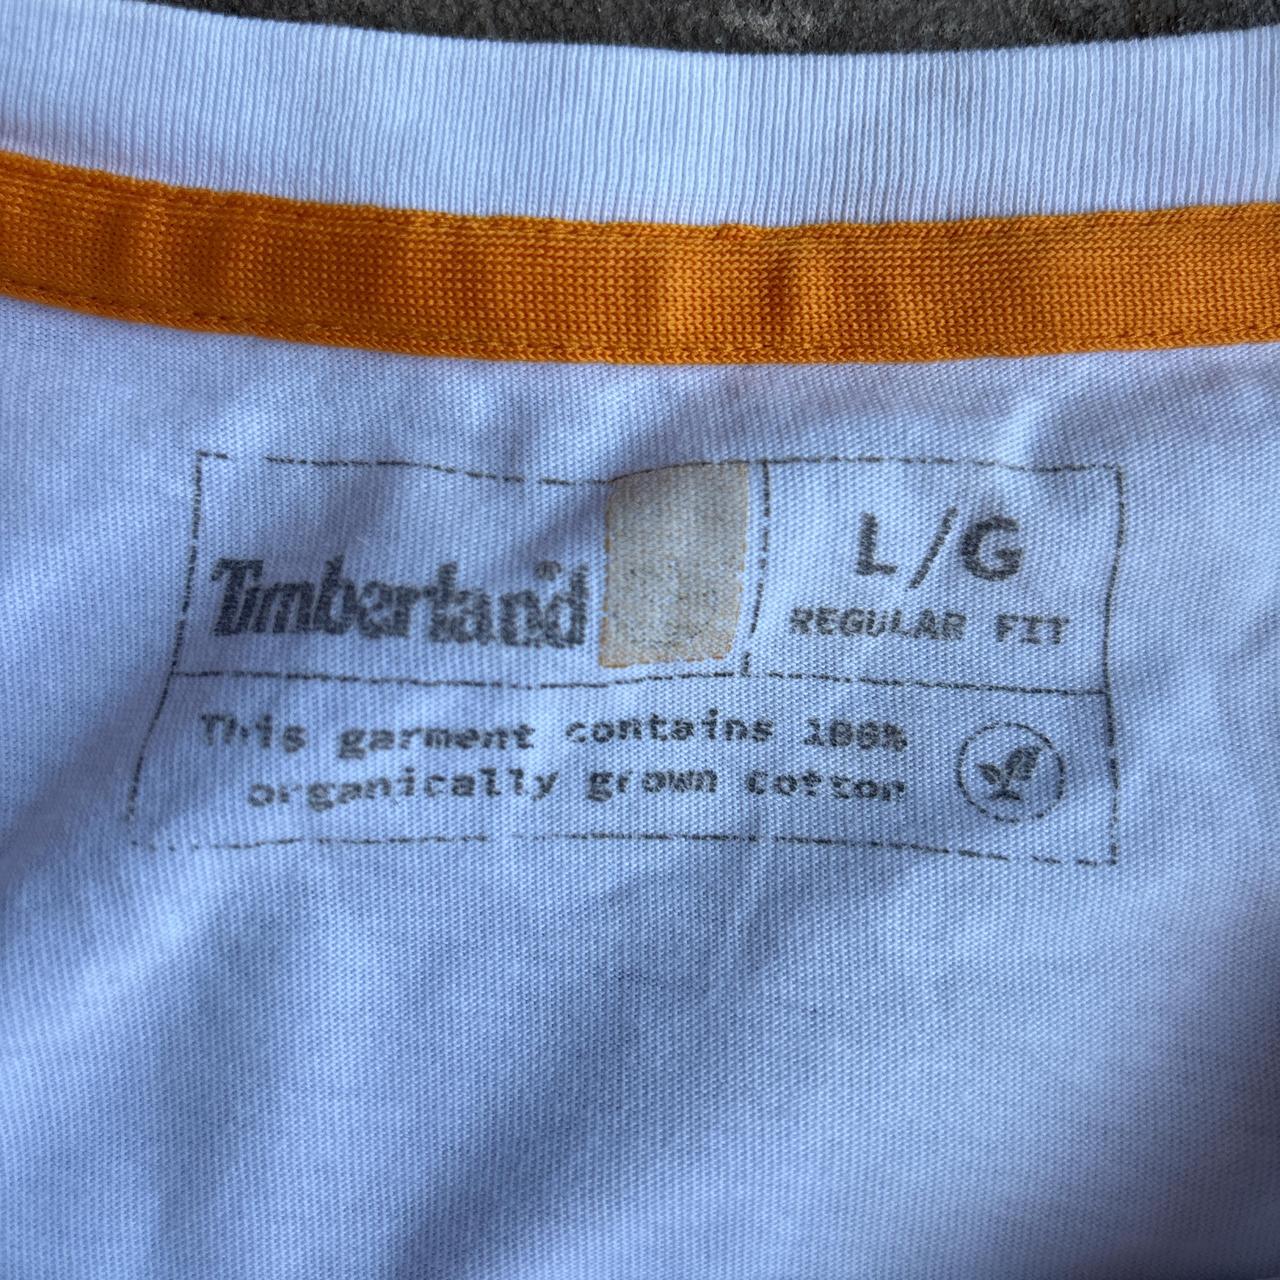 Timberland®
L/G
REGULAR FIT
This garment contains 100%
organically grown cotton